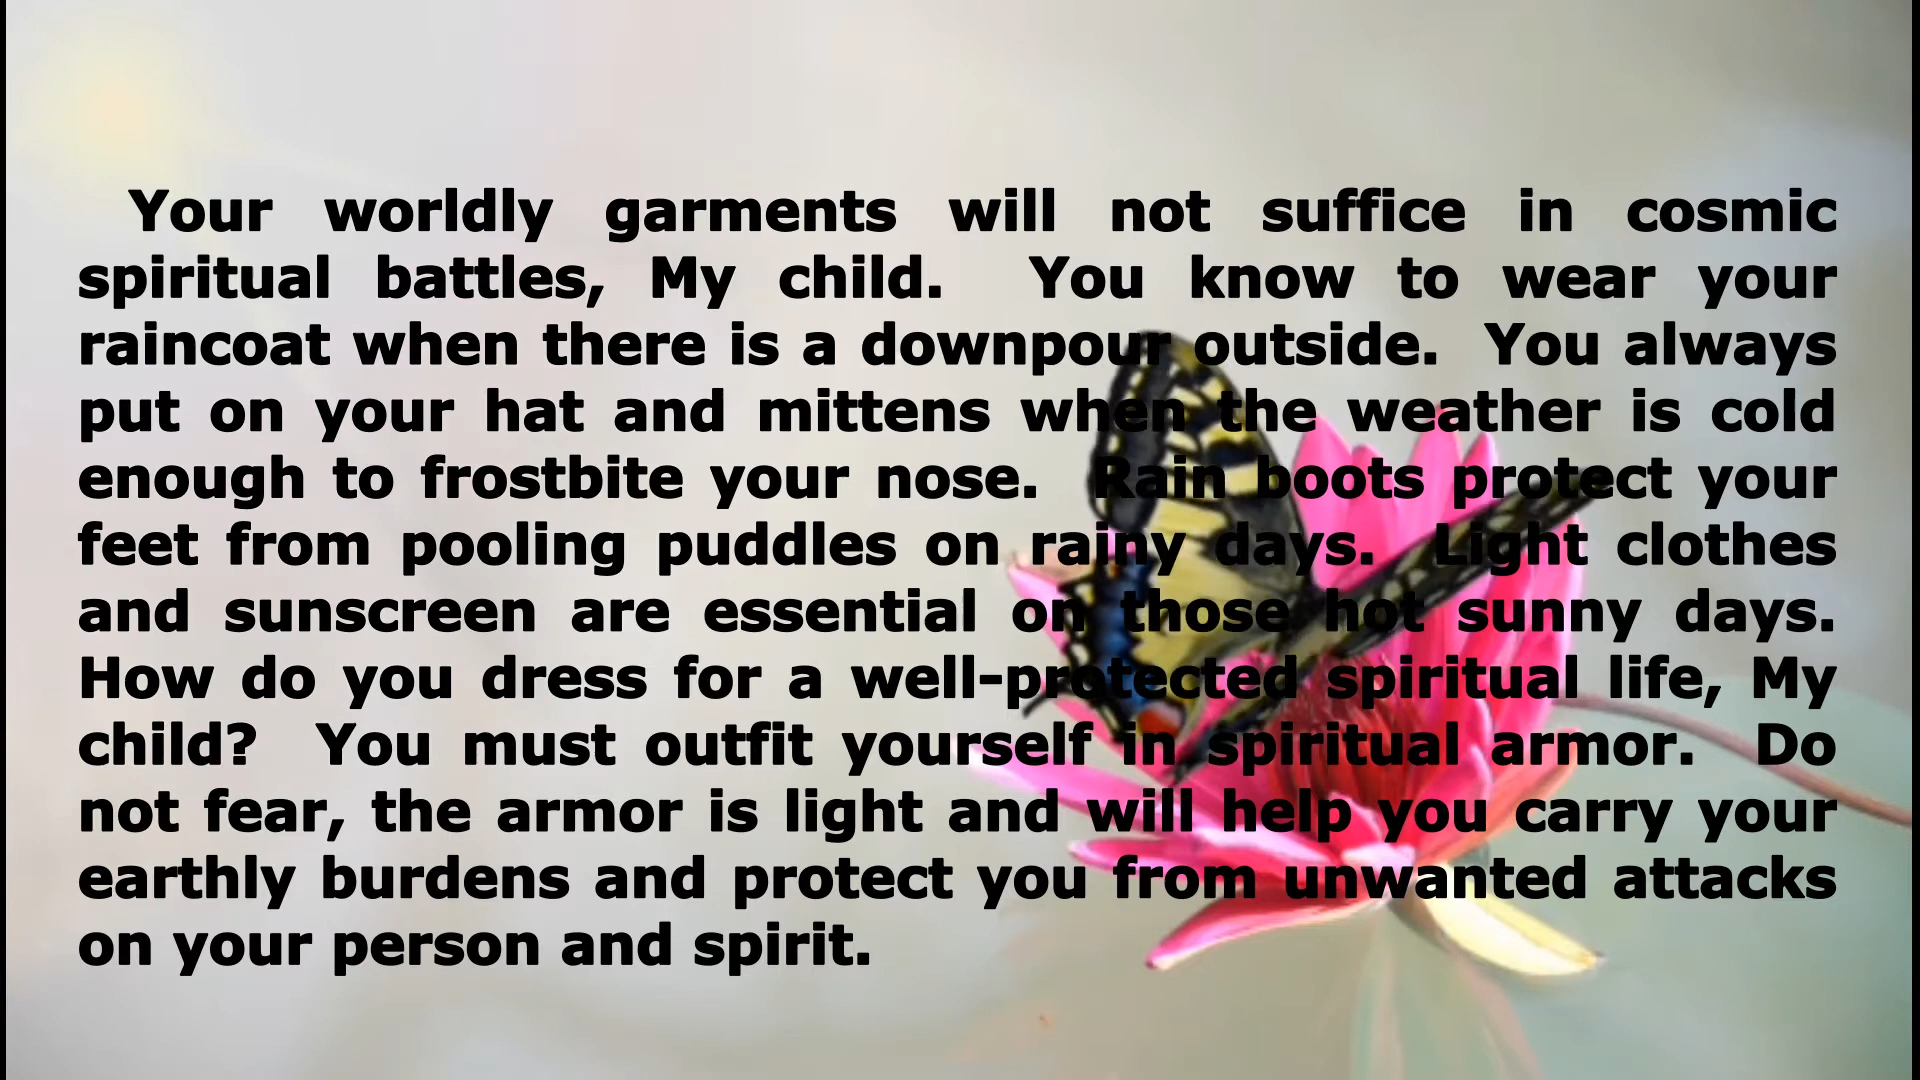 Your worldly garments will not suffice in cosmic
spiritual battles, My child. You know to wear your
raincoat when there is a downpour outside. You always
put on your hat and mittens when the weather is cold
enough to frostbite your nose. Rain boots protect your
feet from pooling puddles on rainy days. Light clothes
and sunscreen are essential on those hot sunny days.
How do you dress for a well-protected spiritual life, My
child? You must outfit yourself in spiritual armor. Do
not fear, the armor is light and will help you carry your
earthly burdens and protect you from unwanted attacks
on your person and spirit.